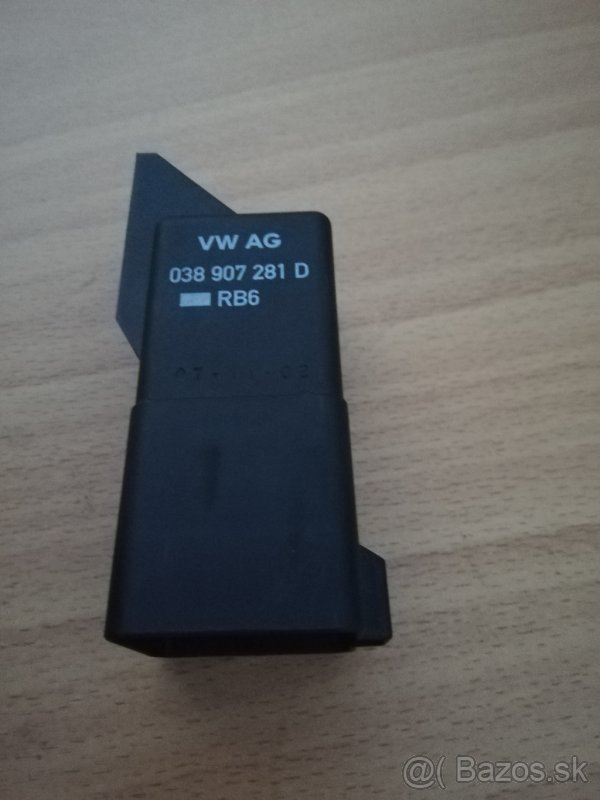 VW AG
038 907 281 D
RB6
@( Bazos.sk